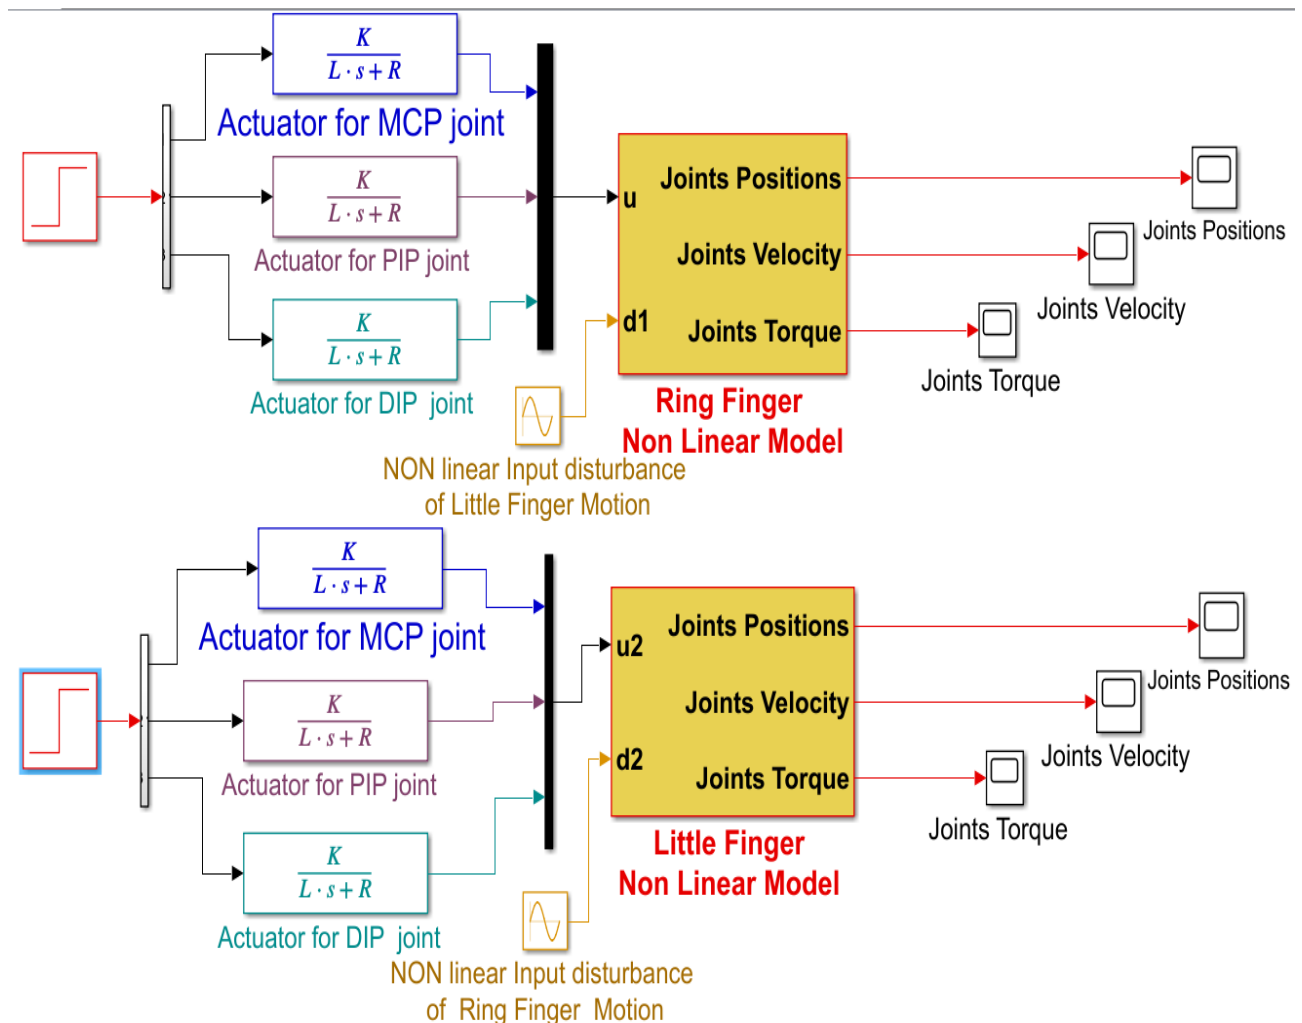 K
L · s + R
Actuator for MCP joint
K
L · s + R
Actuator for PIP joint
K
L · s + R
Actuator for DIP joint
u
d1
Joints Positions
Joints Velocity
Joints Torque
Ring Finger
Non Linear Model
Joints Positions
Joints Velocity
Joints Torque
NON linear Input disturbance
of Little Finger Motion
K
L · s + R
Actuator for MCP joint
K
L · s + R
Actuator for PIP joint
K
L · s + R
Actuator for DIP joint
u2
d2
Joints Positions
Joints Velocity
Joints Torque
Little Finger
Non Linear Model
Joints Positions
Joints Velocity
Joints Torque
NON linear Input disturbance
of Ring Finger Motion